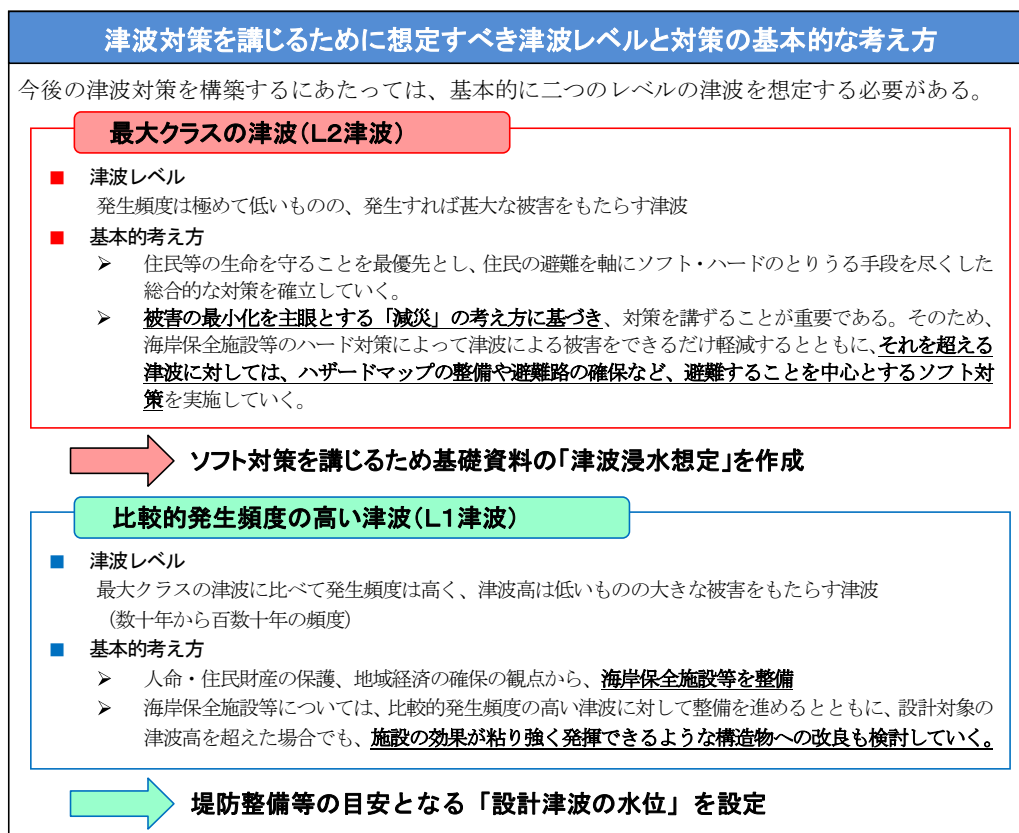 津波対策を講じるために想定すべき津波レベルと対策の基本的な考え方
今後の津波対策を構築するにあたっては、基本的に二つのレベルの津波を想定する必要がある。
最大クラスの津波(L2津波)
■ 津波レベル
発生頻度は極めて低いものの、発生すれば甚大な被害をもたらす津波
■ 基本的考え方
➢ 住民等の生命を守ることを最優先とし、住民の避難を軸にソフト・ハードのとりうる手段を尽くした
総合的な対策を確立していく。
➢ 被害の最小化を主眼とする「減災」の考え方に基づき、対策を講ずることが重要である。そのため、
海岸保全施設等のハード対策によって津波による被害をできるだけ軽減するとともに、それを超える
津波に対しては、ハザードマップの整備や避難路の確保など、避難することを中心とするソフト対
策を実施していく。
ソフト対策を講じるため基礎資料の「津波浸水想定」を作成
比較的発生頻度の高い津波(L1津波)
■ 津波レベル
最大クラスの津波に比べて発生頻度は高く、津波高は低いものの大きな被害をもたらす津波
(数十年から百数十年の頻度)
■ 基本的考え方
➢ 人命・住民財産の保護、地域経済の確保の観点から、海岸保全施設等を整備
➢ 海岸保全施設等については、比較的発生頻度の高い津波に対して整備を進めるとともに、設計対象の
津波高を超えた場合でも、施設の効果が粘り強く発揮できるような構造物への改良も検討していく。
堤防整備等の目安となる「設計津波の水位」を設定